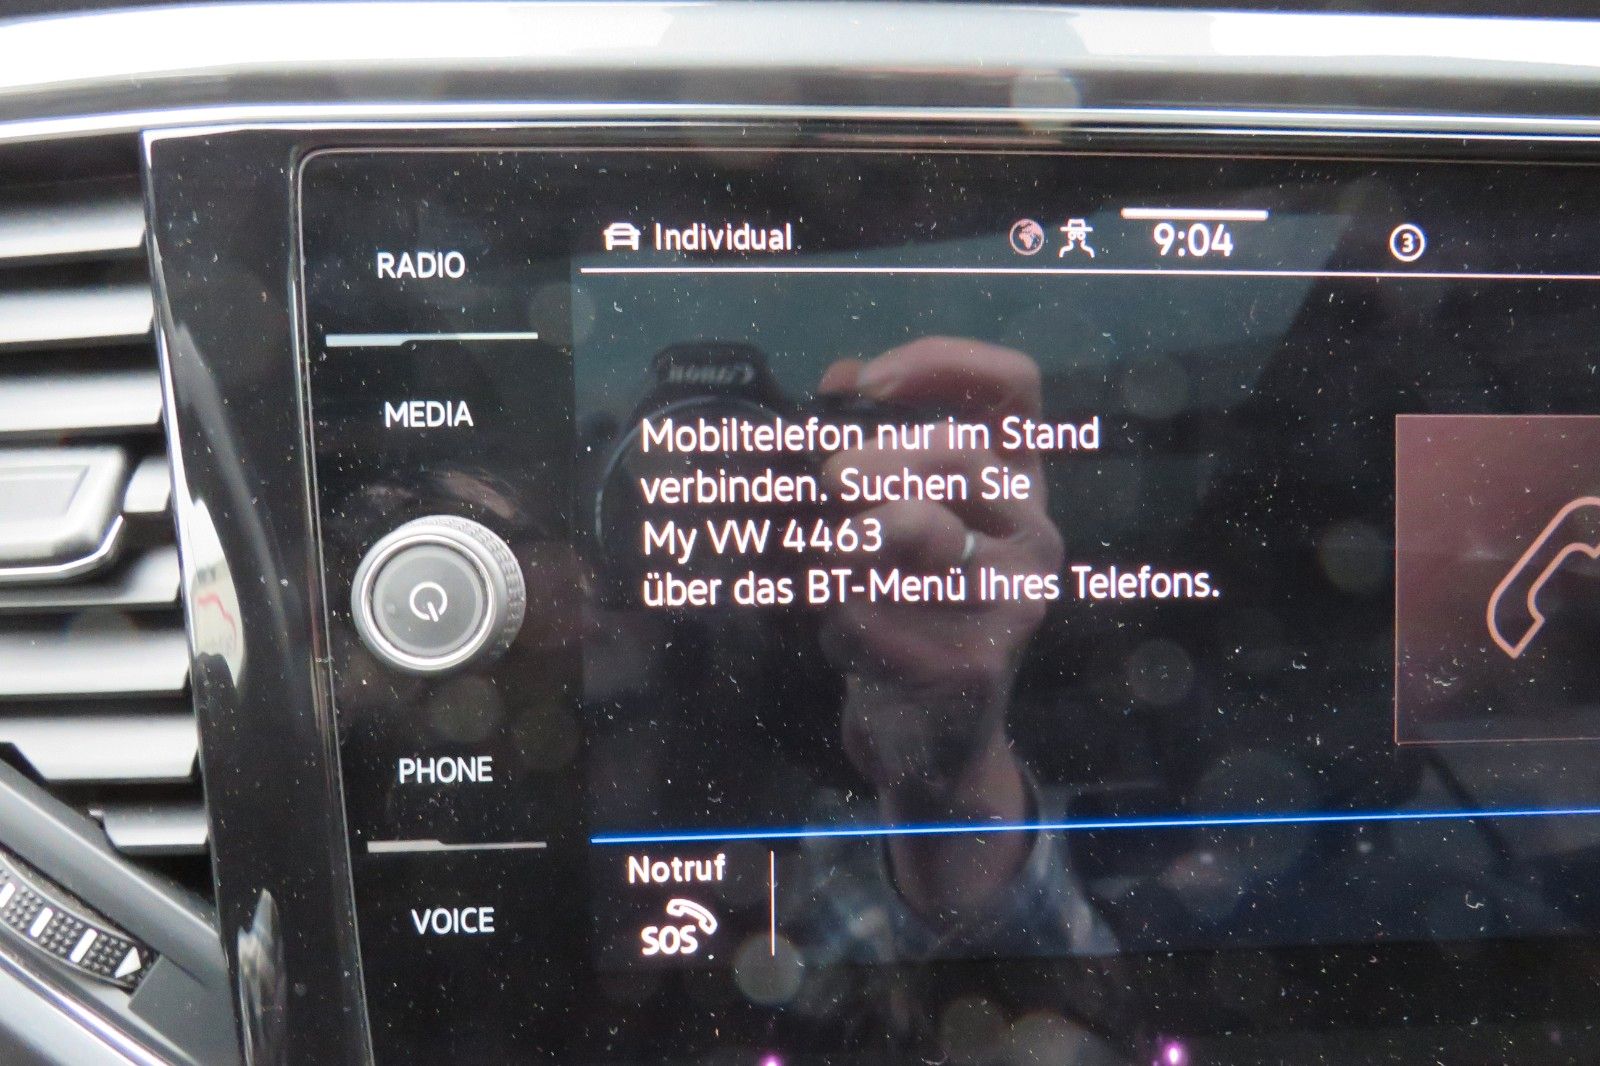 RADIO
MEDIA
PHONE
VOICE
Individual
9:04
3
Mobiltelefon nur im Stand
verbinden. Suchen Sie
My VW 4463
über das BT-Menü Ihres Telefons.
Notruf
SOS